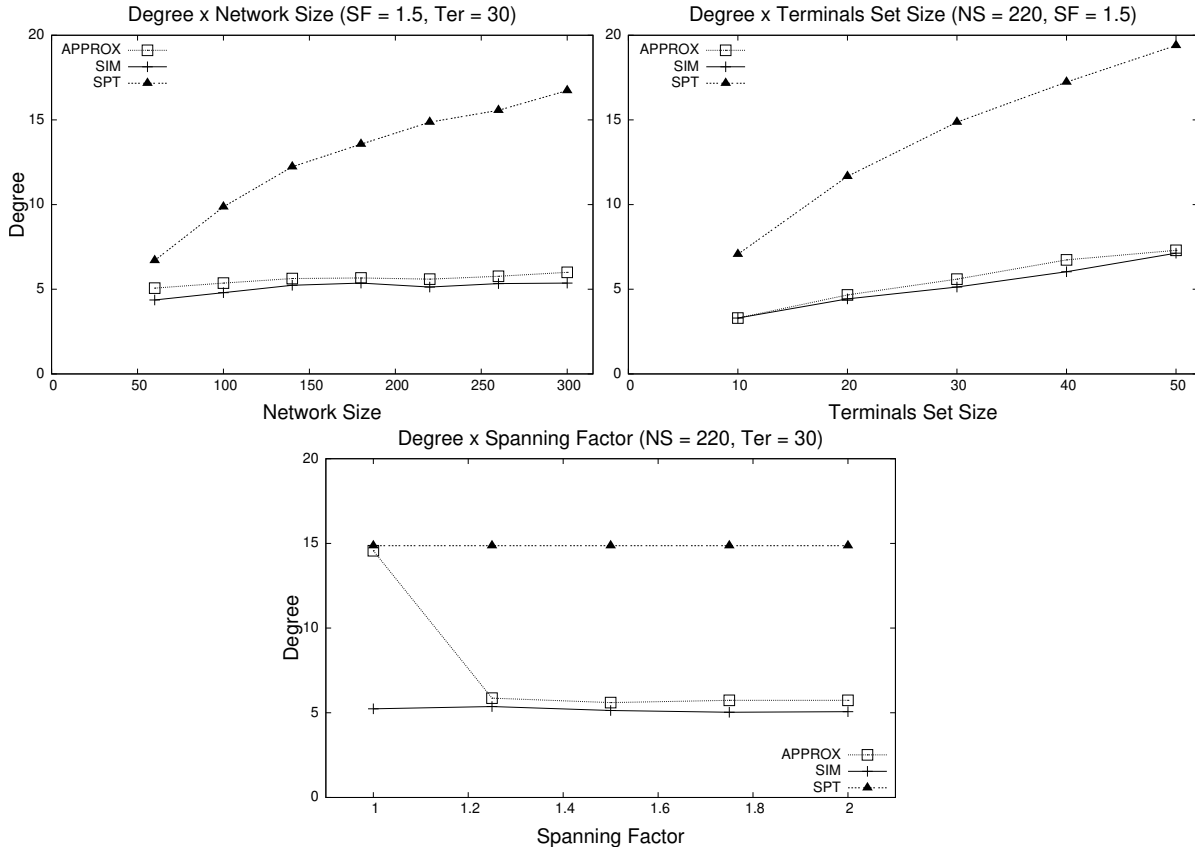 Degree x Network Size (SF = 1.5, Ter = 30)
20
15
10
5
0
Degree
APPROX
SIM
SPT
0 50 100 150 200 250 300
Network Size
Degree x Terminals Set Size (NS = 220, SF = 1.5)
20
15
10
5
0
APPROX
SIM
SPT
0 10 20 30 40 50
Terminals Set Size
Degree x Spanning Factor (NS = 220, Ter = 30)
20
15
10
5
0
Degree
APPROX
SIM
SPT
1 1.2 1.4 1.6 1.8 2
Spanning Factor